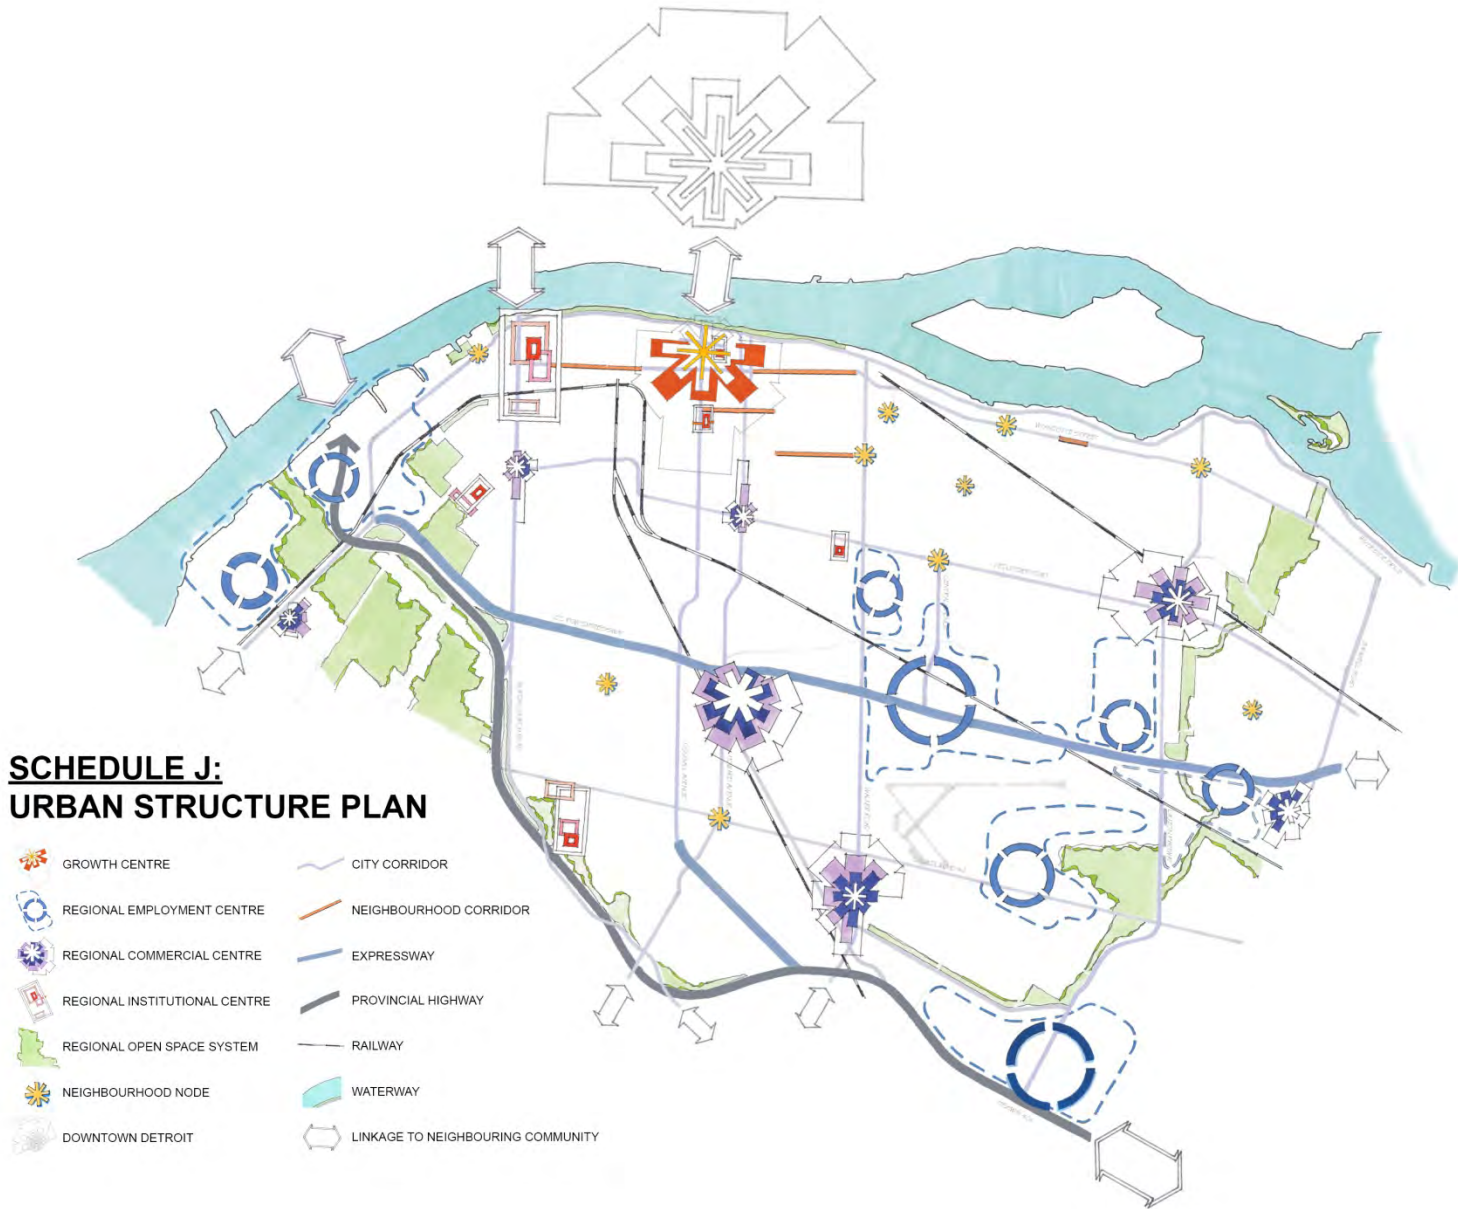 SCHEDULE J:
URBAN STRUCTURE PLAN
GROWTH CENTRE
REGIONAL EMPLOYMENT CENTRE
REGIONAL COMMERCIAL CENTRE
REGIONAL INSTITUTIONAL CENTRE
REGIONAL OPEN SPACE SYSTEM
NEIGHBOURHOOD NODE
DOWNTOWN DETROIT
CITY CORRIDOR
NEIGHBOURHOOD CORRIDOR
EXPRESSWAY
PROVINCIAL HIGHWAY
RAILWAY
WATERWAY
LINKAGE TO NEIGHBOURING COMMUNITY